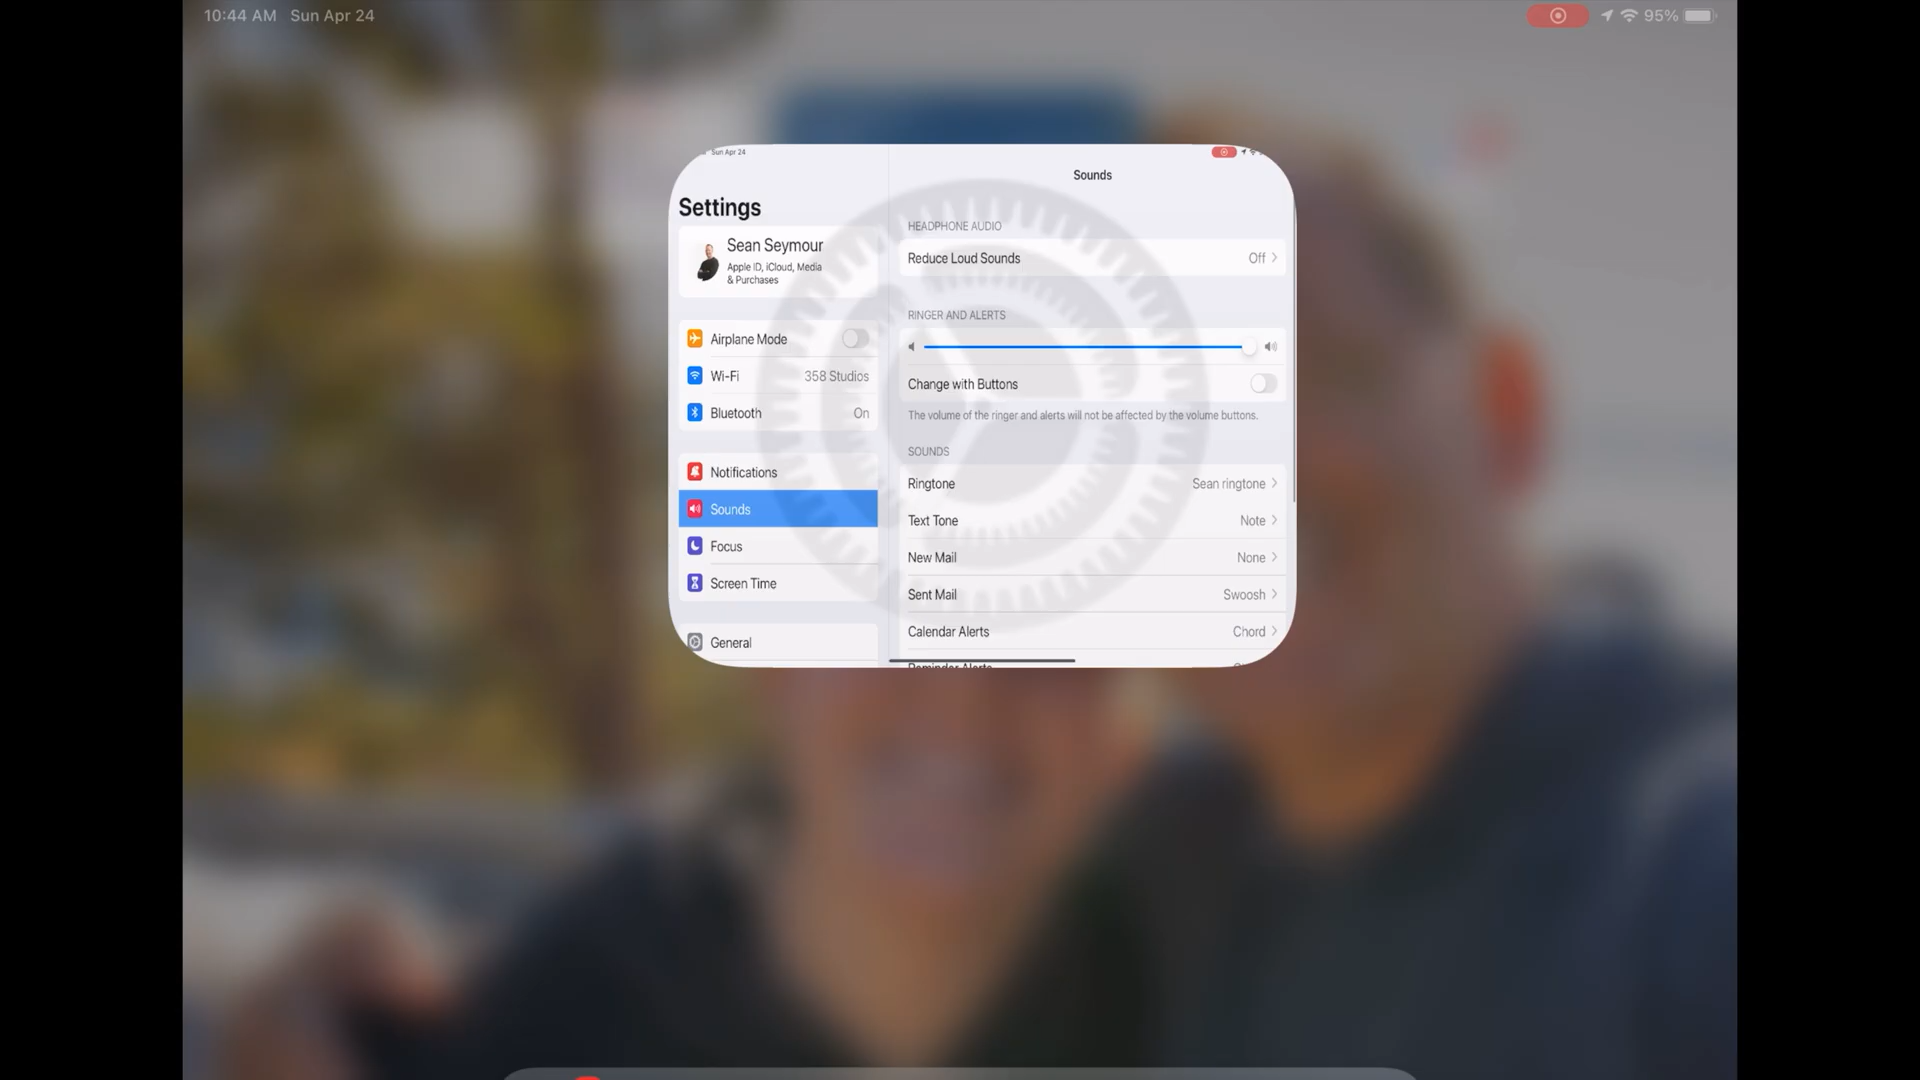 10:44 AM Sun Apr 24
95%
Sun Apr 24
Sounds
Settings
Sean Seymour
Apple ID, iCloud, Media
& Purchases
Airplane Mode
Wi-Fi 358 Studios
Bluetooth On
Notifications
Sounds
Focus
Screen Time
General
HEADPHONE AUDIO
Reduce Loud Sounds Off
RINGER AND ALERTS
Change with Buttons
The volume of the ringer and alerts will not be affected by the volume buttons.
SOUNDS
Ringtone Sean ringtone
Text Tone Note
New Mail None
Sent Mail Swoosh
Calendar Alerts Chord
Reminder Alerts